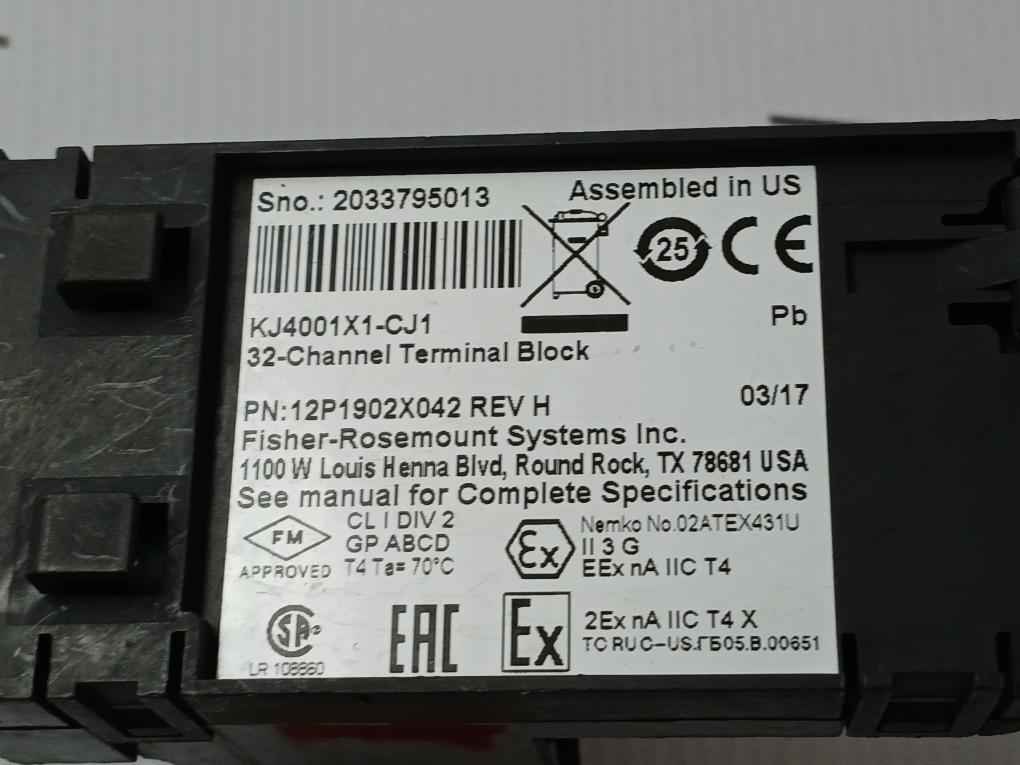 Sno.: 2033795013
Assembled in US
25
CE
KJ4001X1-CJ1
Pb
32-Channel Terminal Block
03/17
PN:12P1902X042 REV H
Fisher-Rosemount Systems Inc.
1100 W Louis Henna Blvd, Round Rock, TX 78681 USA
See manual for Complete Specifications
FM
APPROVED
CL I DIV 2
GP ABCD
T4 Ta= 70°C
Ex
Nemko No.02ATEX431U
II 3 G
EEx nA IIC T4
SA
LR 108860
EAC
Ex
2Ex nA IIC T4 X
TC RU C-US.ГБ05.B.00651